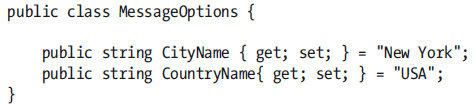 public class MessageOptions {
public string CityName { get; set; } = "New York";
public string CountryName{ get; set; } = "USA";
}